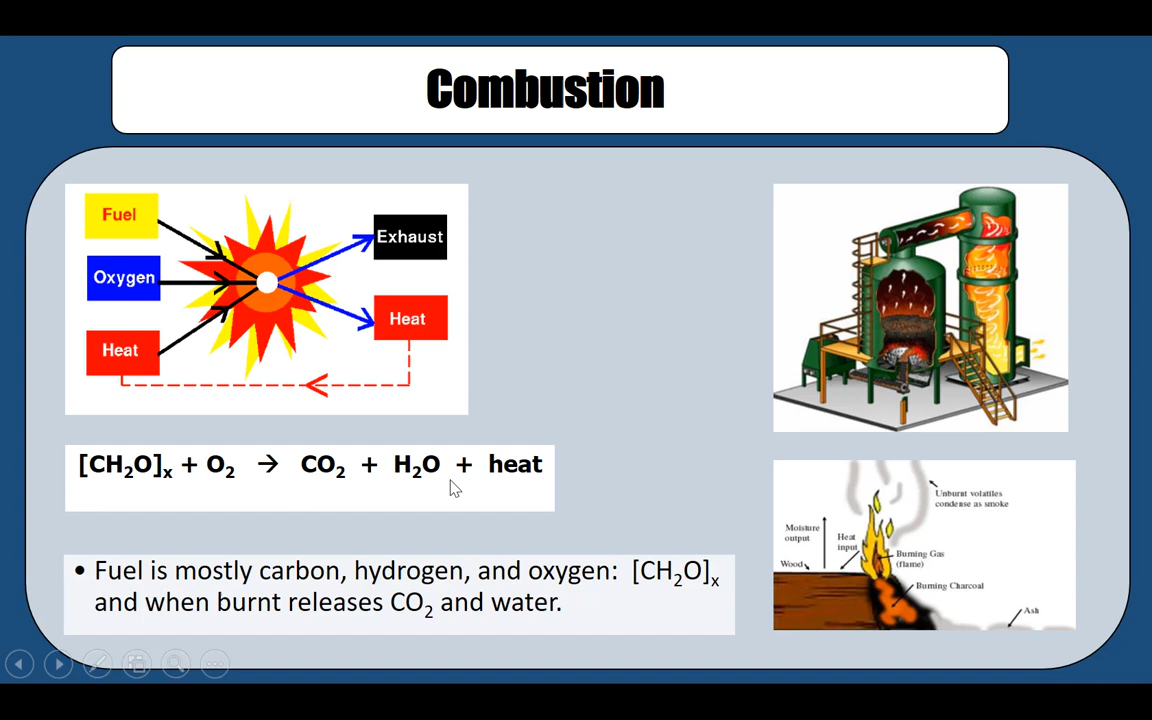 Combustion
Fuel
Oxygen
Heat
Exhaust
Heat
[CH₂O]ₓ + O₂ → CO₂ + H₂O + heat
• Fuel is mostly carbon, hydrogen, and oxygen: [CH₂O]ₓ
and when burnt releases CO₂ and water.
Unburnt volatiles
condense as smoke
Moisture
output
Heat
input
Wood
Burning Gas
(flame)
Burning Charcoal
Ash